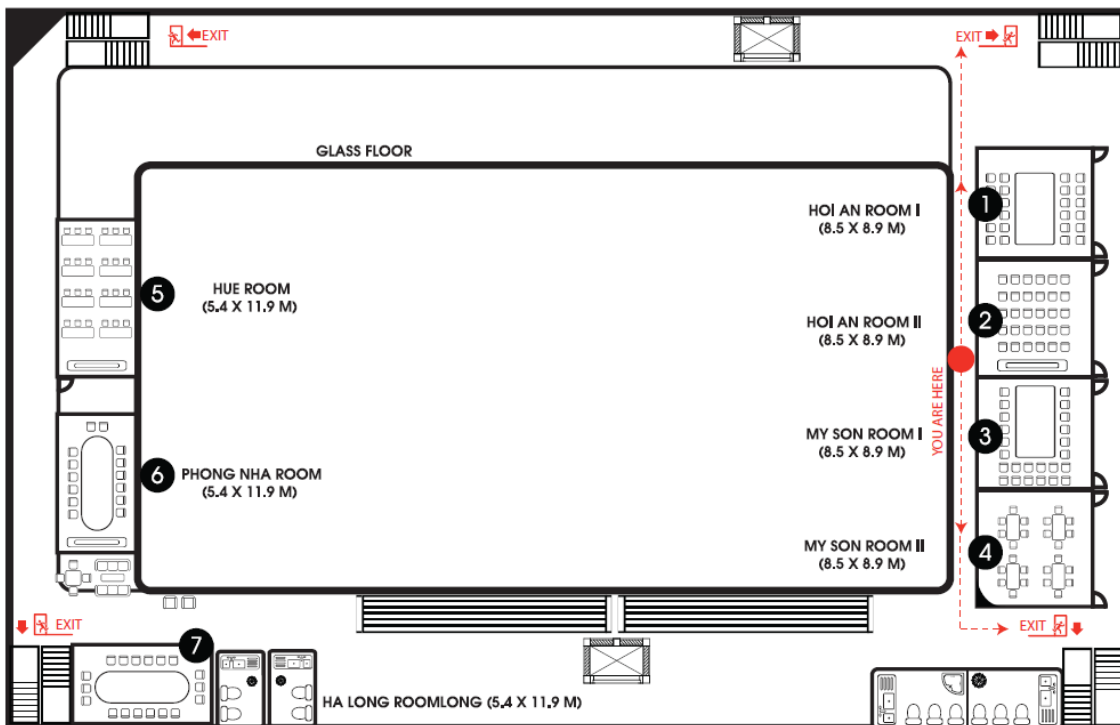 EXIT
EXIT
GLASS FLOOR
1
HOI AN ROOM I
(8.5 X 8.9 M)
5
HUE ROOM
(5.4 X 11.9 M)
2
HOI AN ROOM II
(8.5 X 8.9 M)
YOU ARE HERE
3
MY SON ROOM I
(8.5 X 8.9 M)
6
PHONG NHA ROOM
(5.4 X 11.9 M)
4
MY SON ROOM II
(8.5 X 8.9 M)
EXIT
EXIT
7
HA LONG ROOMLONG (5.4 X 11.9 M)